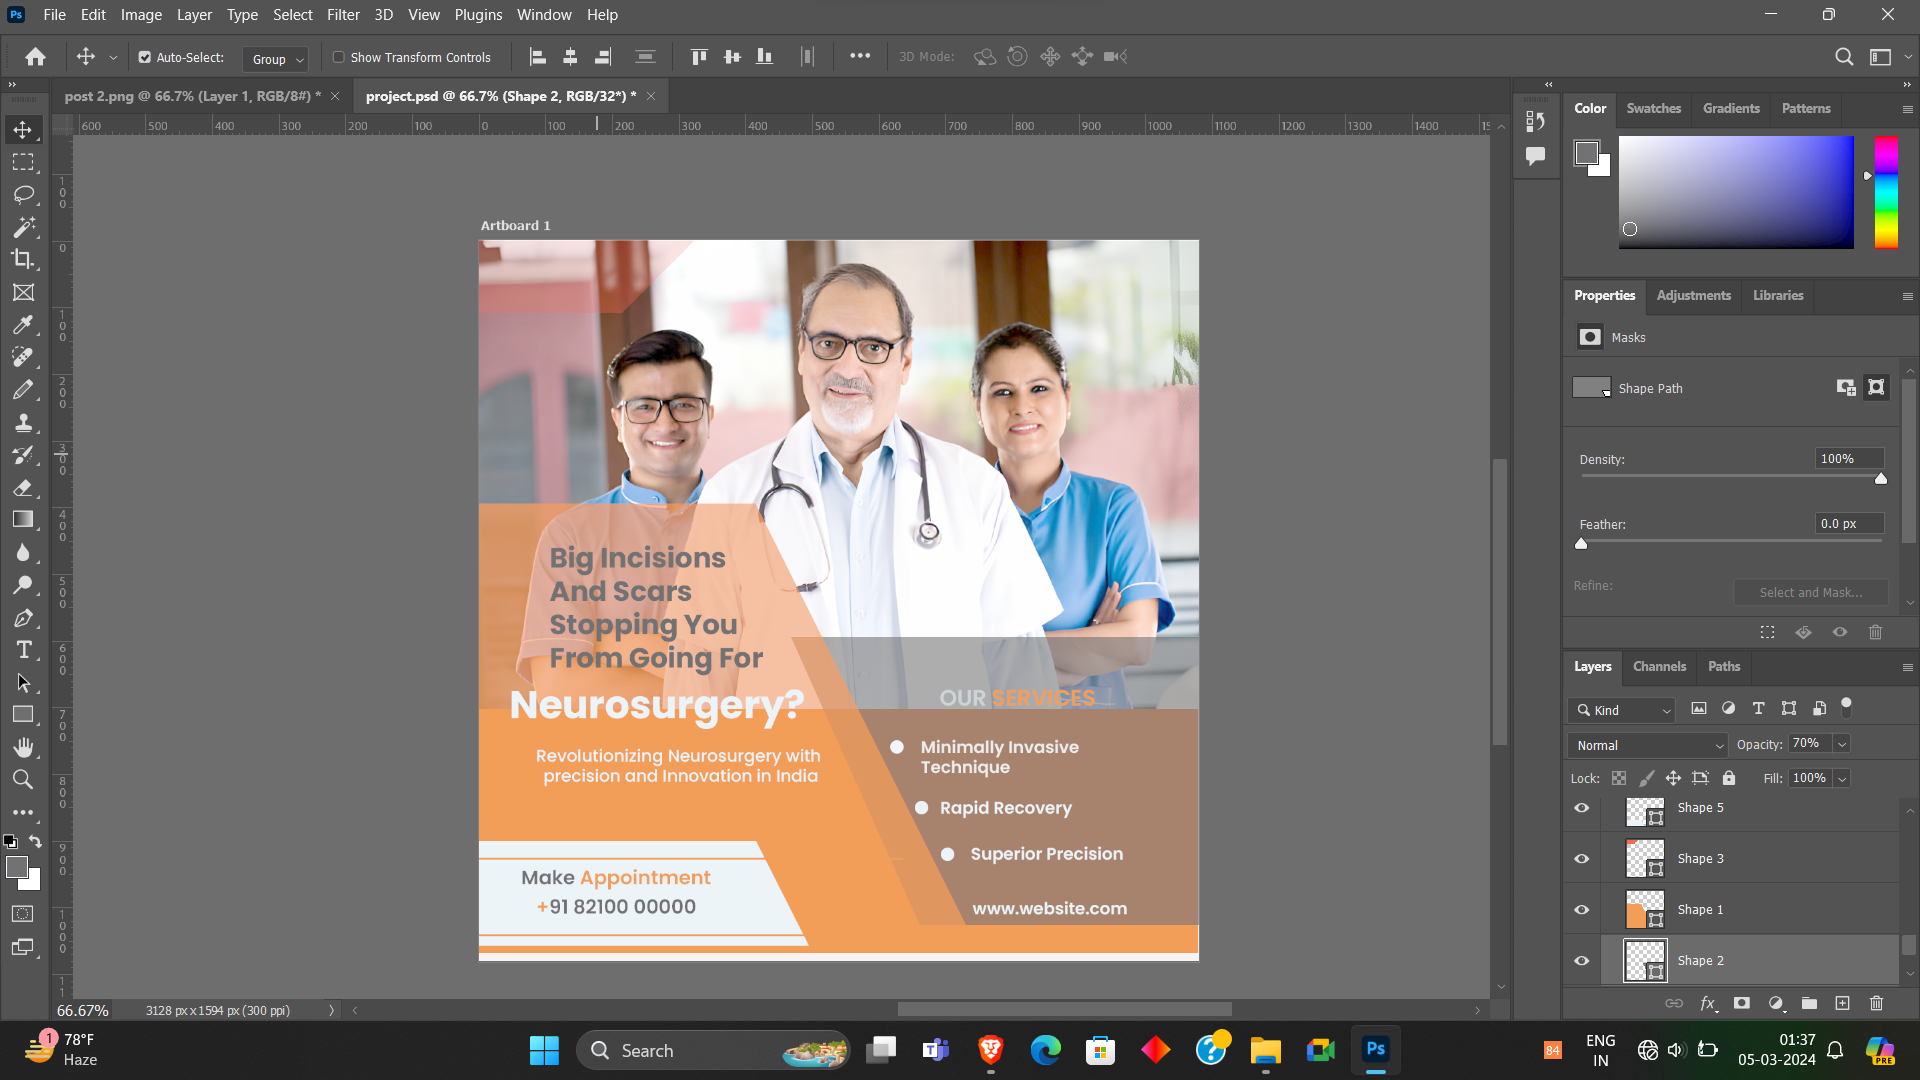 Ps File Edit Image Layer Type Select Filter 3D View Plugins Window Help
Auto-Select: Group Show Transform Controls 3D Mode:
post 2.png @ 66.7% (Layer 1, RGB/8#) * × project.psd @ 66.7% (Shape 2, RGB/32*) * ×
600 500 400 300 200 100 0 100 200 300 400 500 600 700 800 900 1000 1100 1200 1300 1400
Artboard 1
Big Incisions
And Scars
Stopping You
From Going For
Neurosurgery?
Revolutionizing Neurosurgery with
precision and Innovation in India
Make Appointment
+91 82100 00000
OUR SERVICES
Minimally Invasive
Technique
Rapid Recovery
Superior Precision
www.website.com
Color Swatches Gradients Patterns
Properties Adjustments Libraries
Masks
Shape Path
Density: 100%
Feather: 0.0 px
Refine: Select and Mask...
Layers Channels Paths
Kind
Normal Opacity: 70%
Lock: Fill: 100%
Shape 5
Shape 3
Shape 1
Shape 2
66.67% 3128 px x 1594 px (300 ppi)
1 78°F
Haze
Search
Ps
84
ENG
IN
01:37
05-03-2024
PRE